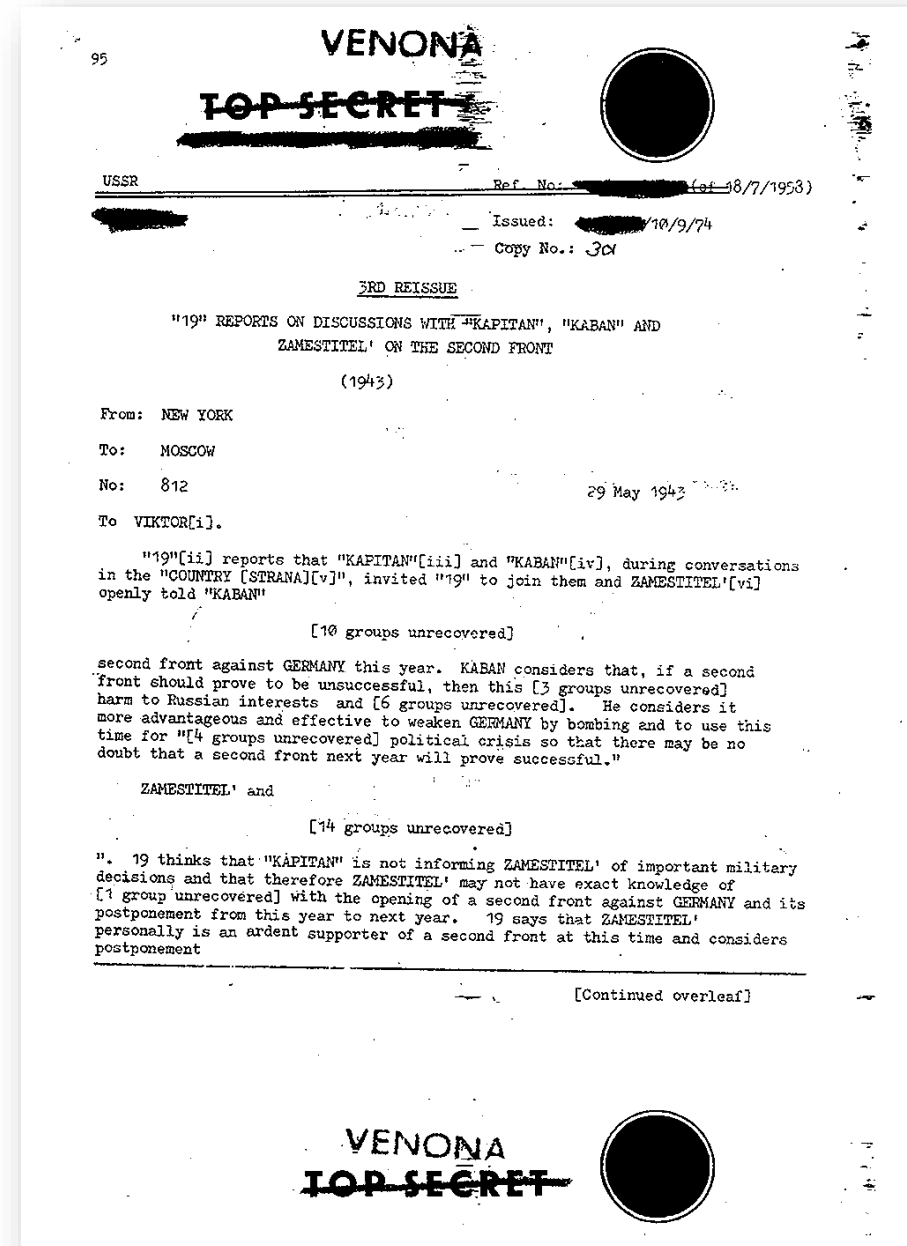 95
VENONA
TOP SECRET
USSR
Ref. No: (of 18/7/1953)
Issued: /10/9/74
Copy No.: 301
3RD REISSUE
"19" REPORTS ON DISCUSSIONS WITH "KAPITAN", "KABAN" AND
ZAMESTITEL' ON THE SECOND FRONT
(1943)
From: NEW YORK
To: MOSCOW
No: 812
29 May 1943
To VIKTOR[i].
"19"[ii] reports that "KAPITAN"[iii] and "KABAN"[iv], during conversations
in the "COUNTRY [STRANA][v]", invited "19" to join them and ZAMESTITEL'[vi]
openly told "KABAN"
[10 groups unrecovered]
second front against GERMANY this year. KABAN considers that, if a second
front should prove to be unsuccessful, then this [3 groups unrecovered]
harm to Russian interests and [6 groups unrecovered]. He considers it
more advantageous and effective to weaken GERMANY by bombing and to use this
time for "[4 groups unrecovered] political crisis so that there may be no
doubt that a second front next year will prove successful."
ZAMESTITEL' and
[14 groups unrecovered]
". 19 thinks that "KAPITAN" is not informing ZAMESTITEL' of important military
decisions and that therefore ZAMESTITEL' may not have exact knowledge of
[1 group unrecovered] with the opening of a second front against GERMANY and its
postponement from this year to next year. 19 says that ZAMESTITEL'
personally is an ardent supporter of a second front at this time and considers
postponement
[Continued overleaf]
VENONA
TOP SECRET